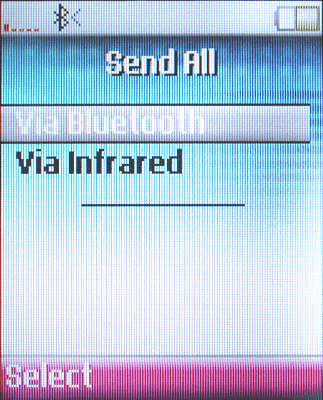 Send All
Via Bluetooth
Via Infrared
Select